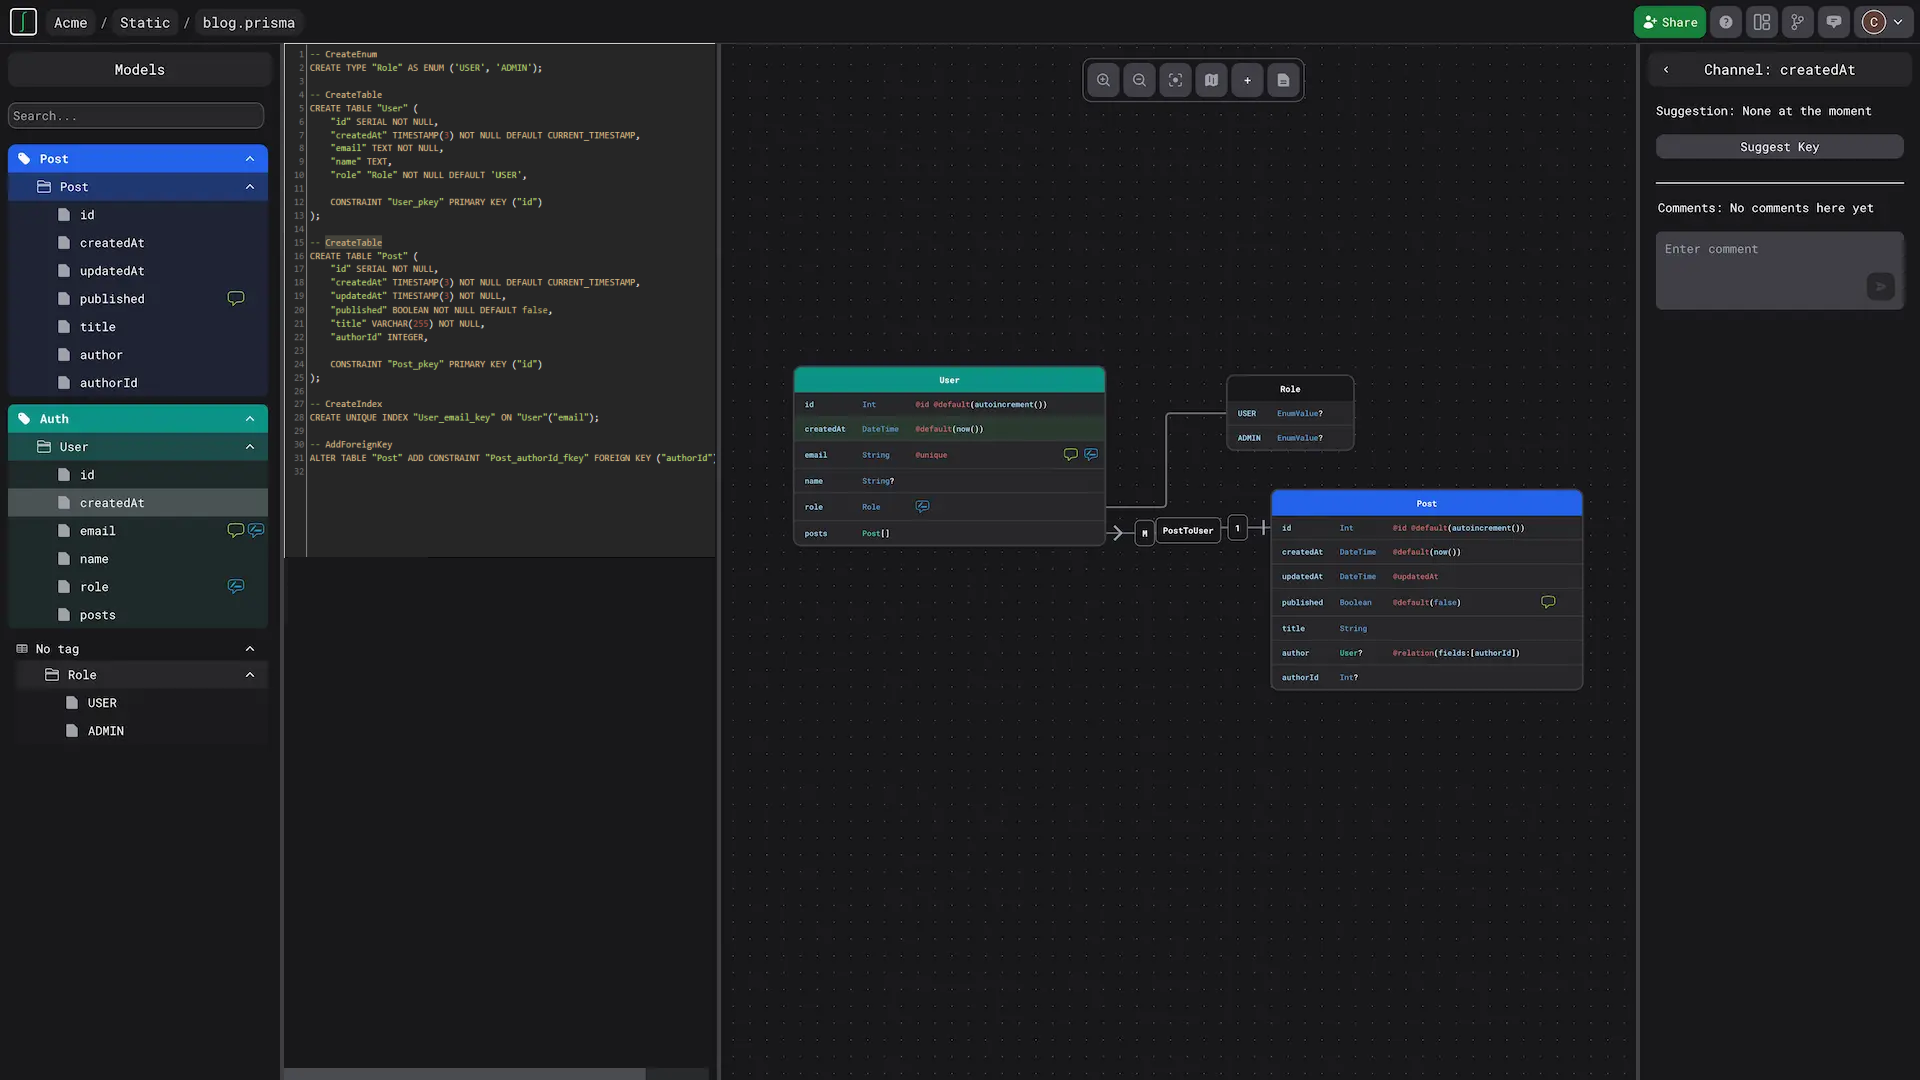 Acme / Static / blog.prisma
Share
C
Models
Search...
Post
Post
id
createdAt
updatedAt
published
title
author
authorId
Auth
User
id
createdAt
email
name
role
posts
No tag
Role
USER
ADMIN
1 -- CreateEnum
2 CREATE TYPE "Role" AS ENUM ('USER', 'ADMIN');
3
4 -- CreateTable
5 CREATE TABLE "User" (
6 "id" SERIAL NOT NULL,
7 "createdAt" TIMESTAMP(3) NOT NULL DEFAULT CURRENT_TIMESTAMP,
8 "email" TEXT NOT NULL,
9 "name" TEXT,
10 "role" "Role" NOT NULL DEFAULT 'USER',
11
12 CONSTRAINT "User_pkey" PRIMARY KEY ("id")
13 );
14
15 -- CreateTable
16 CREATE TABLE "Post" (
17 "id" SERIAL NOT NULL,
18 "createdAt" TIMESTAMP(3) NOT NULL DEFAULT CURRENT_TIMESTAMP,
19 "updatedAt" TIMESTAMP(3) NOT NULL,
20 "published" BOOLEAN NOT NULL DEFAULT false,
21 "title" VARCHAR(255) NOT NULL,
22 "authorId" INTEGER,
23
24 CONSTRAINT "Post_pkey" PRIMARY KEY ("id")
25 );
26
27 -- CreateIndex
28 CREATE UNIQUE INDEX "User_email_key" ON "User"("email");
29
30 -- AddForeignKey
31 ALTER TABLE "Post" ADD CONSTRAINT "Post_authorId_fkey" FOREIGN KEY ("authorId")
32
User
id Int @id @default(autoincrement())
createdAt DateTime @default(now())
email String @unique
name String?
role Role
posts Post[]
M PostToUser 1
Role
USER EnumValue?
ADMIN EnumValue?
Post
id Int @id @default(autoincrement())
createdAt DateTime @default(now())
updatedAt DateTime @updatedAt
published Boolean @default(false)
title String
author User? @relation(fields:[authorId])
authorId Int?
Channel: createdAt
Suggestion: None at the moment
Suggest Key
Comments: No comments here yet
Enter comment